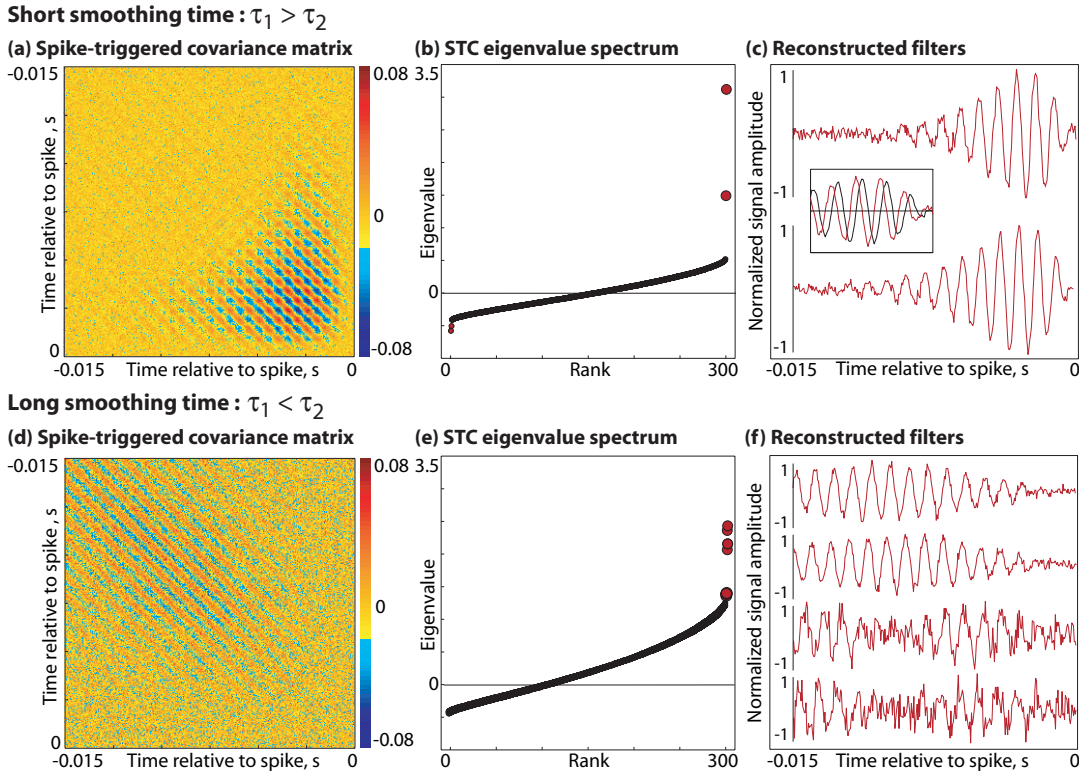 Short smoothing time : τ1 > τ2
(a) Spike-triggered covariance matrix
-0.015
0.08
0
-0.08
Time relative to spike, s
0
-0.015
Time relative to spike, s
0
(b) STC eigenvalue spectrum
3.5
Eigenvalue
0
0
Rank
300
(c) Reconstructed filters
1
-1
1
-1
Normalized signal amplitude
-0.015
Time relative to spike, s
0
Long smoothing time : τ1 < τ2
(d) Spike-triggered covariance matrix
-0.015
0.08
0
-0.08
Time relative to spike, s
0
-0.015
Time relative to spike, s
0
(e) STC eigenvalue spectrum
3.5
Eigenvalue
0
0
Rank
300
(f) Reconstructed filters
1
-1
1
-1
1
-1
1
-1
Normalized signal amplitude
-0.015
Time relative to spike, s
0